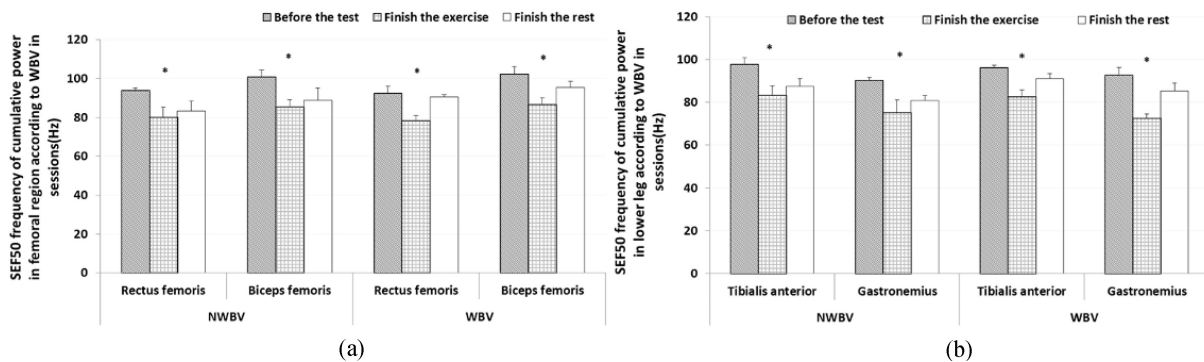 Before the test Finish the exercise Finish the rest
SEF50 frequency of cumulative power
in femoral region according to WBV in
sessions(Hz)
120
100
80
60
40
20
0
* * * *
Rectus femoris Biceps femoris Rectus femoris Biceps femoris
NWBV WBV
(a)
Before the test Finish the exercise Finish the rest
SEF50 frequency of cumulative power
in lower leg according to WBV in
sessions(Hz)
120
100
80
60
40
20
0
* * * *
Tibialis anterior Gastronemius Tibialis anterior Gastronemius
NWBV WBV
(b)